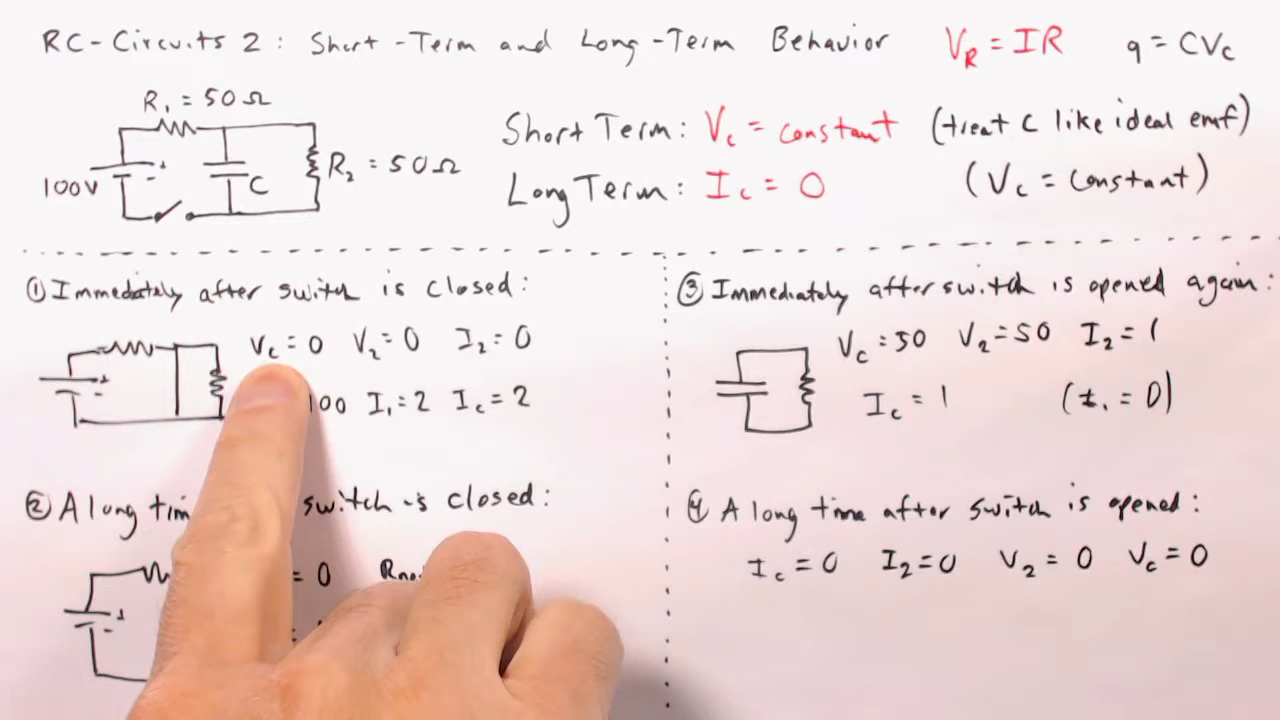 RC-Circuits 2: Short-Term and Long-Term Behavior V_R = IR q = CV_C
R_1 = 50 Ω
100V
+
-
C
R_2 = 50 Ω
Short Term: V_c = constant (treat C like ideal emf)
Long Term: I_c = 0 (V_c = constant)
① Immediately after switch is closed:
V_c = 0 V_2 = 0 I_2 = 0
+
-
100 I_1 = 2 I_c = 2
② A long switch is closed:
+
-
= 0
③ Immediately after switch is opened again:
V_c = 50 V_2 = 50 I_2 = 1
I_c = 1 (I_1 = 0)
④ A long time after switch is opened:
I_c = 0 I_2 = 0 V_2 = 0 V_c = 0